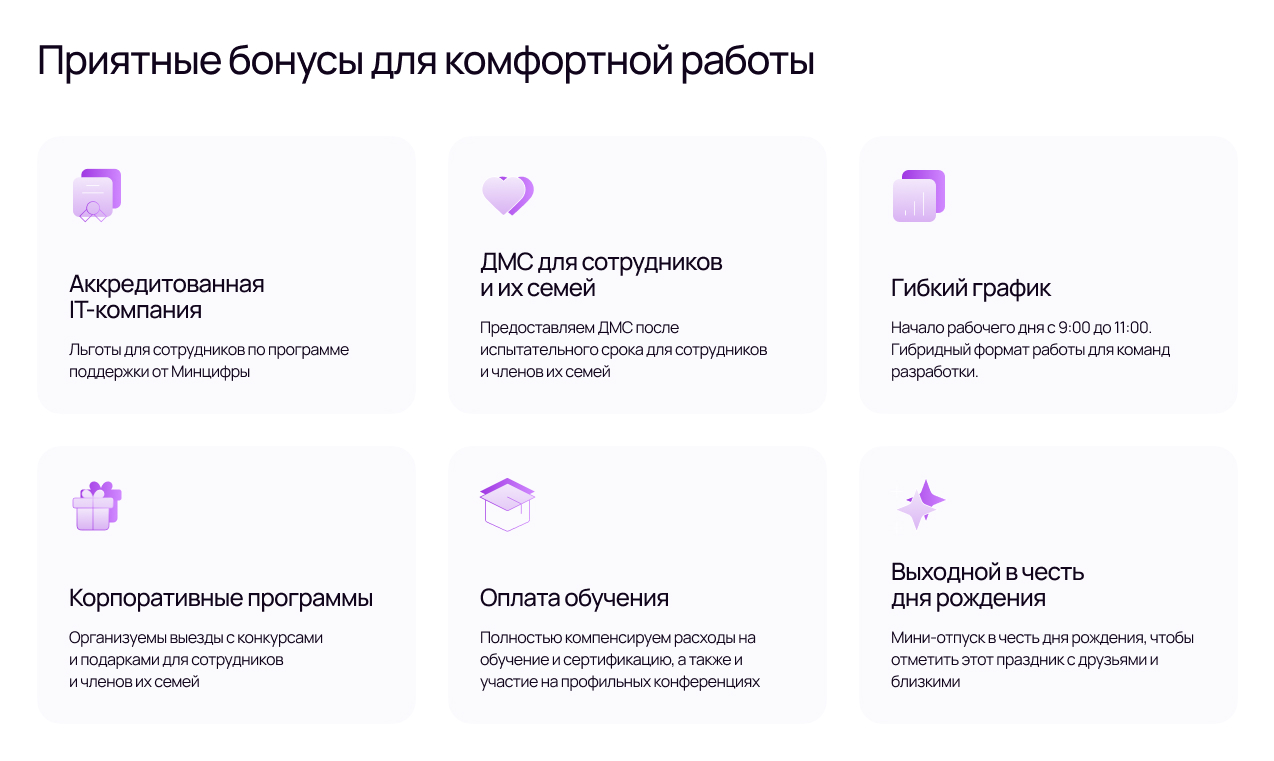 Приятные бонусы для комфортной работы
Аккредитованная
IT-компания
Льготы для сотрудников по программе
поддержки от Минцифры
ДМС для сотрудников
и их семей
Предоставляем ДМС после
испытательного срока для сотрудников
и членов их семей
Гибкий график
Начало рабочего дня с 9:00 до 11:00.
Гибридный формат работы для команд
разработки.
Корпоративные программы
Организуемы выезды с конкурсами
и подарками для сотрудников
и членов их семей
Оплата обучения
Полностью компенсируем расходы на
обучение и сертификацию, а также и
участие на профильных конференциях
Выходной в честь
дня рождения
Мини-отпуск в честь дня рождения, чтобы
отметить этот праздник с друзьями и
близкими